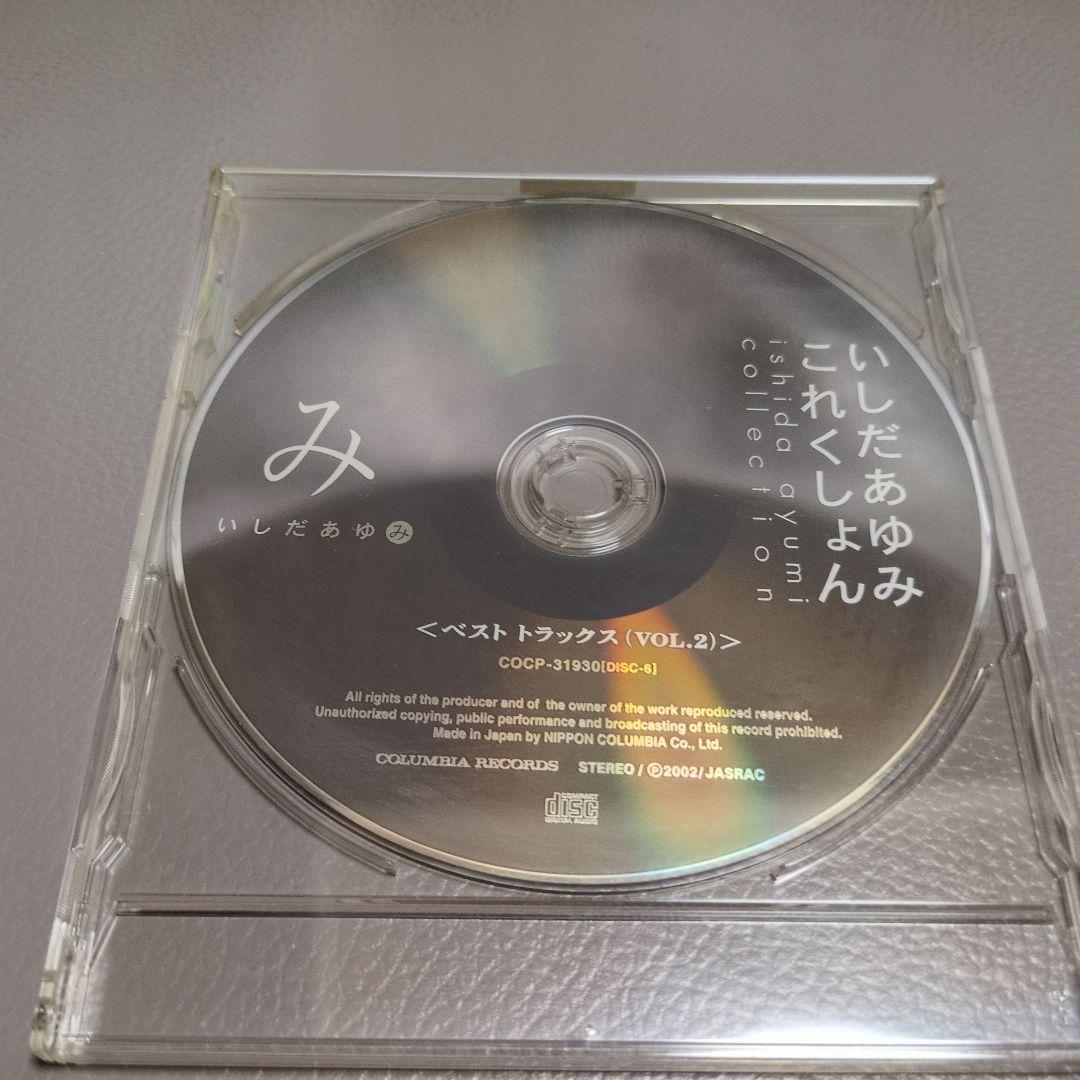 いしだあゆみ
これくしょん
ishida ayumi
collection
み
いしだあゆみ
＜ベスト トラックス(VOL.2)＞
COCP-31930[DISC-6]
All rights of the producer and of the owner of the work reproduced reserved.
Unauthorized copying, public performance and broadcasting of this record prohibited.
Made in Japan by NIPPON COLUMBIA Co., Ltd.
COLUMBIA RECORDS STEREO/Ⓟ2002/JASRAC
COMPACT
disc
DIGITAL AUDIO